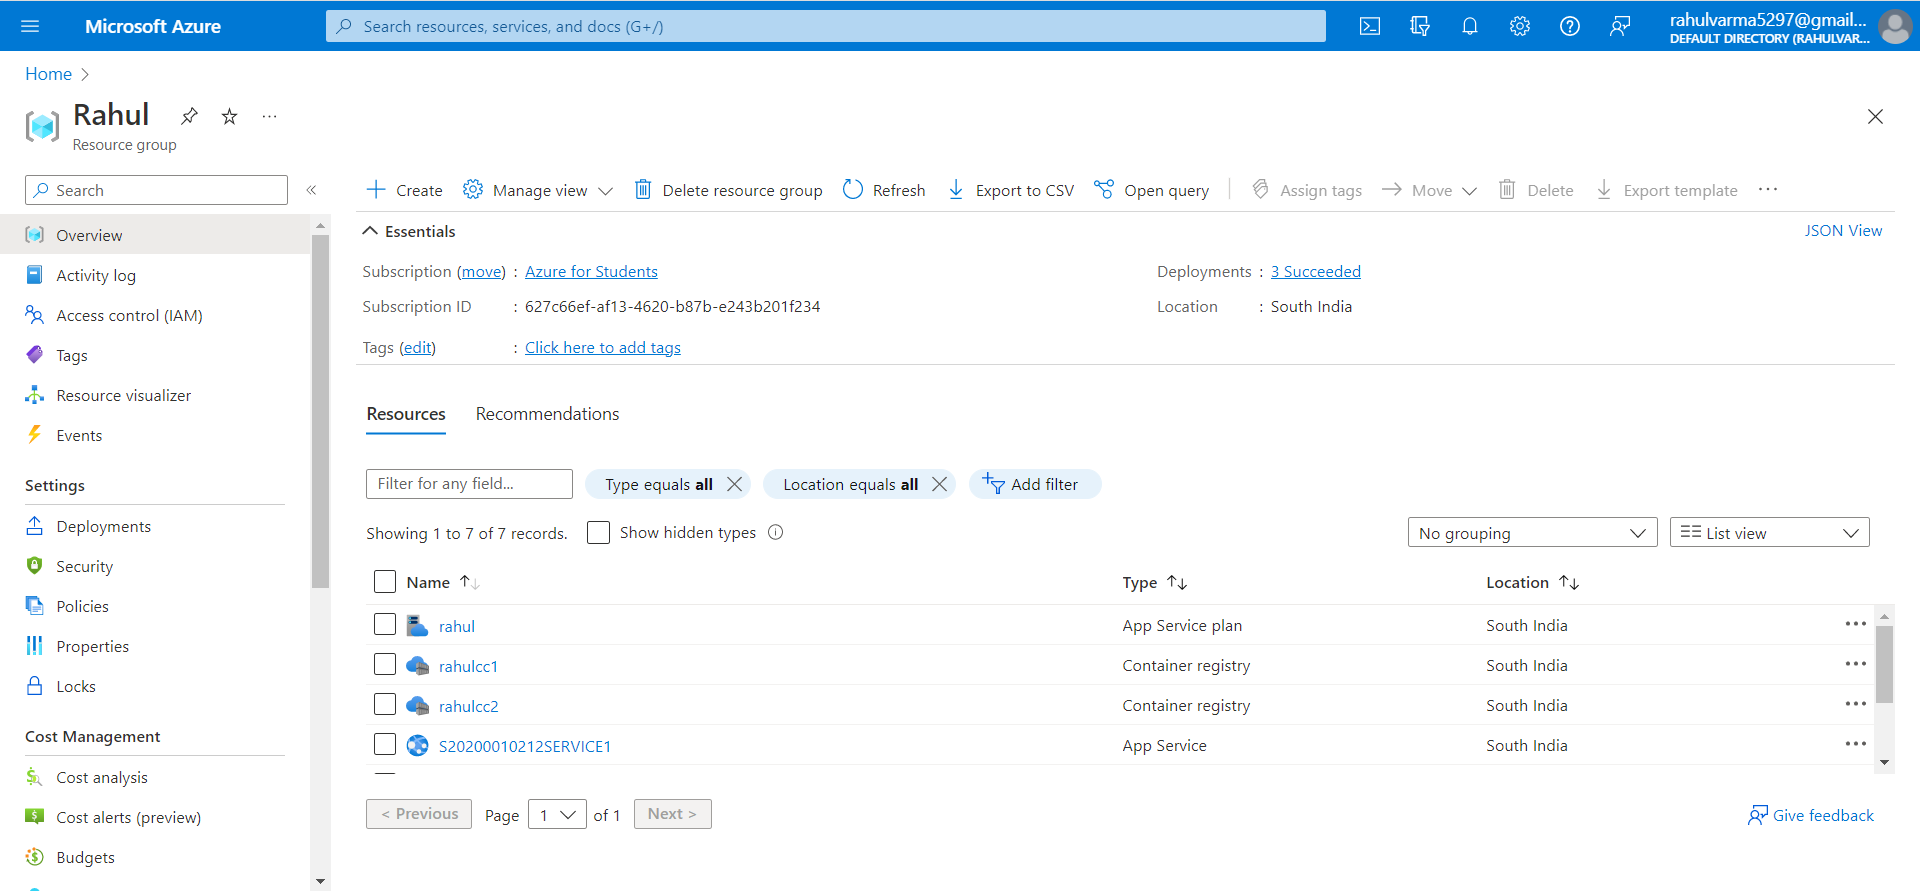 Microsoft Azure
Search resources, services, and docs (G+/)
rahulvarma5297@gmail...
DEFAULT DIRECTORY (RAHULVAR...
Home >
Rahul
Resource group
Search
«
Create
Manage view
Delete resource group
Refresh
Export to CSV
Open query
Assign tags
Move
Delete
Export template
Overview
Activity log
Access control (IAM)
Tags
Resource visualizer
Events
Settings
Deployments
Security
Policies
Properties
Locks
Cost Management
Cost analysis
Cost alerts (preview)
Budgets
Essentials
JSON View
Subscription (move) : Azure for Students
Deployments : 3 Succeeded
Subscription ID : 627c66ef-af13-4620-b87b-e243b201f234
Location : South India
Tags (edit) : Click here to add tags
Resources Recommendations
Filter for any field... Type equals all Location equals all Add filter
Showing 1 to 7 of 7 records. Show hidden types
No grouping List view
Name Type Location
rahul App Service plan South India
rahulcc1 Container registry South India
rahulcc2 Container registry South India
S20200010212SERVICE1 App Service South India
< Previous Page 1 of 1 Next >
Give feedback